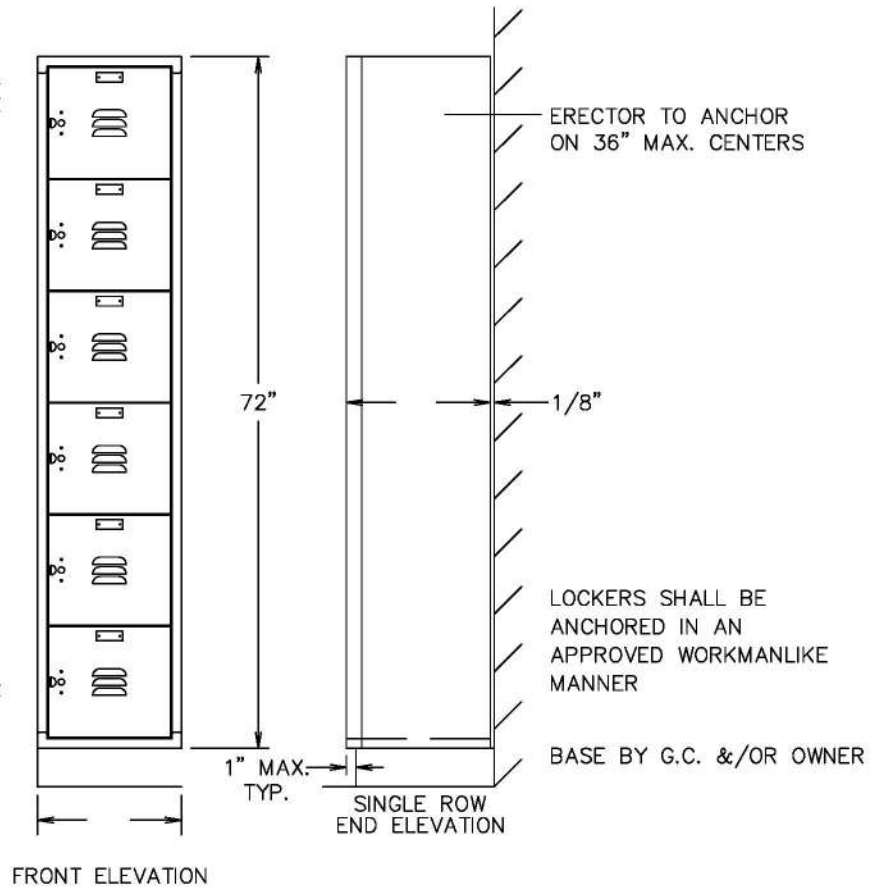 ERECTOR TO ANCHOR
ON 36” MAX. CENTERS
72”
1/8”
LOCKERS SHALL BE
ANCHORED IN AN
APPROVED WORKMANLIKE
MANNER
BASE BY G.C. &/OR OWNER
1” MAX.
TYP.
SINGLE ROW
END ELEVATION
FRONT ELEVATION